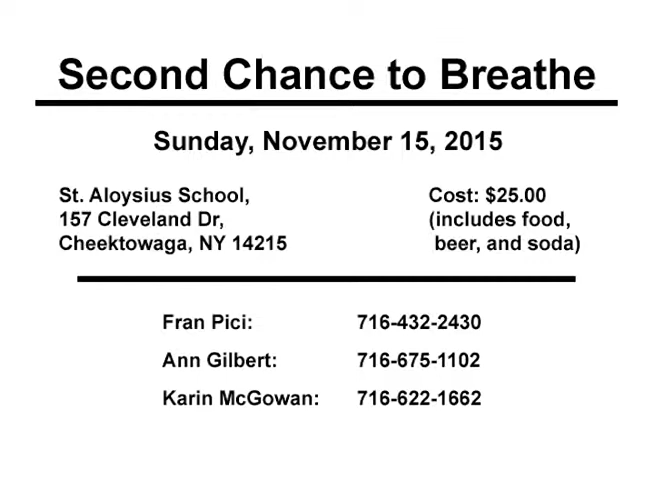 Second Chance to Breathe
Sunday, November 15, 2015
St. Aloysius School,
157 Cleveland Dr,
Cheektowaga, NY 14215
Cost: $25.00
(includes food,
beer, and soda)
Fran Pici: 716-432-2430
Ann Gilbert: 716-675-1102
Karin McGowan: 716-622-1662